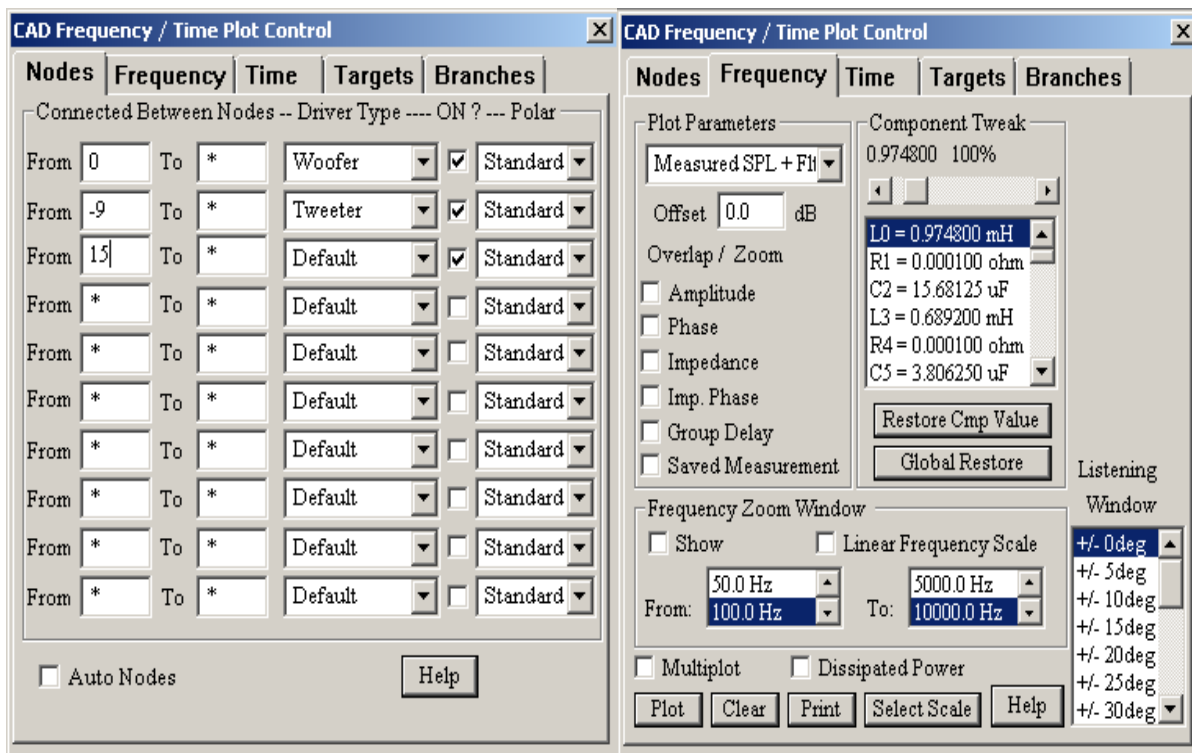 CAD Frequency / Time Plot Control
Nodes Frequency Time Targets Branches
Connected Between Nodes -- Driver Type ---- ON ? --- Polar
From 0 To * Woofer Standard
From -9 To * Tweeter Standard
From 15 To * Default Standard
From * To * Default Standard
From * To * Default Standard
From * To * Default Standard
From * To * Default Standard
From * To * Default Standard
From * To * Default Standard
From * To * Default Standard
Auto Nodes Help
CAD Frequency / Time Plot Control
Nodes Frequency Time Targets Branches
Plot Parameters
Measured SPL + Flt
Offset 0.0 dB
Overlap / Zoom
Amplitude
Phase
Impedance
Imp. Phase
Group Delay
Saved Measurement
Component Tweak
0.974800 100%
L0 = 0.974800 mH
R1 = 0.000100 ohm
C2 = 15.68125 uF
L3 = 0.689200 mH
R4 = 0.000100 ohm
C5 = 3.806250 uF
Restore Cmp Value
Global Restore
Frequency Zoom Window
Show Linear Frequency Scale
50.0 Hz 5000.0 Hz
From: 100.0 Hz To: 10000.0 Hz
Multiplot Dissipated Power
Plot Clear Print Select Scale Help
Listening
Window
+/- 0deg
+/- 5deg
+/- 10deg
+/- 15deg
+/- 20deg
+/- 25deg
+/- 30deg